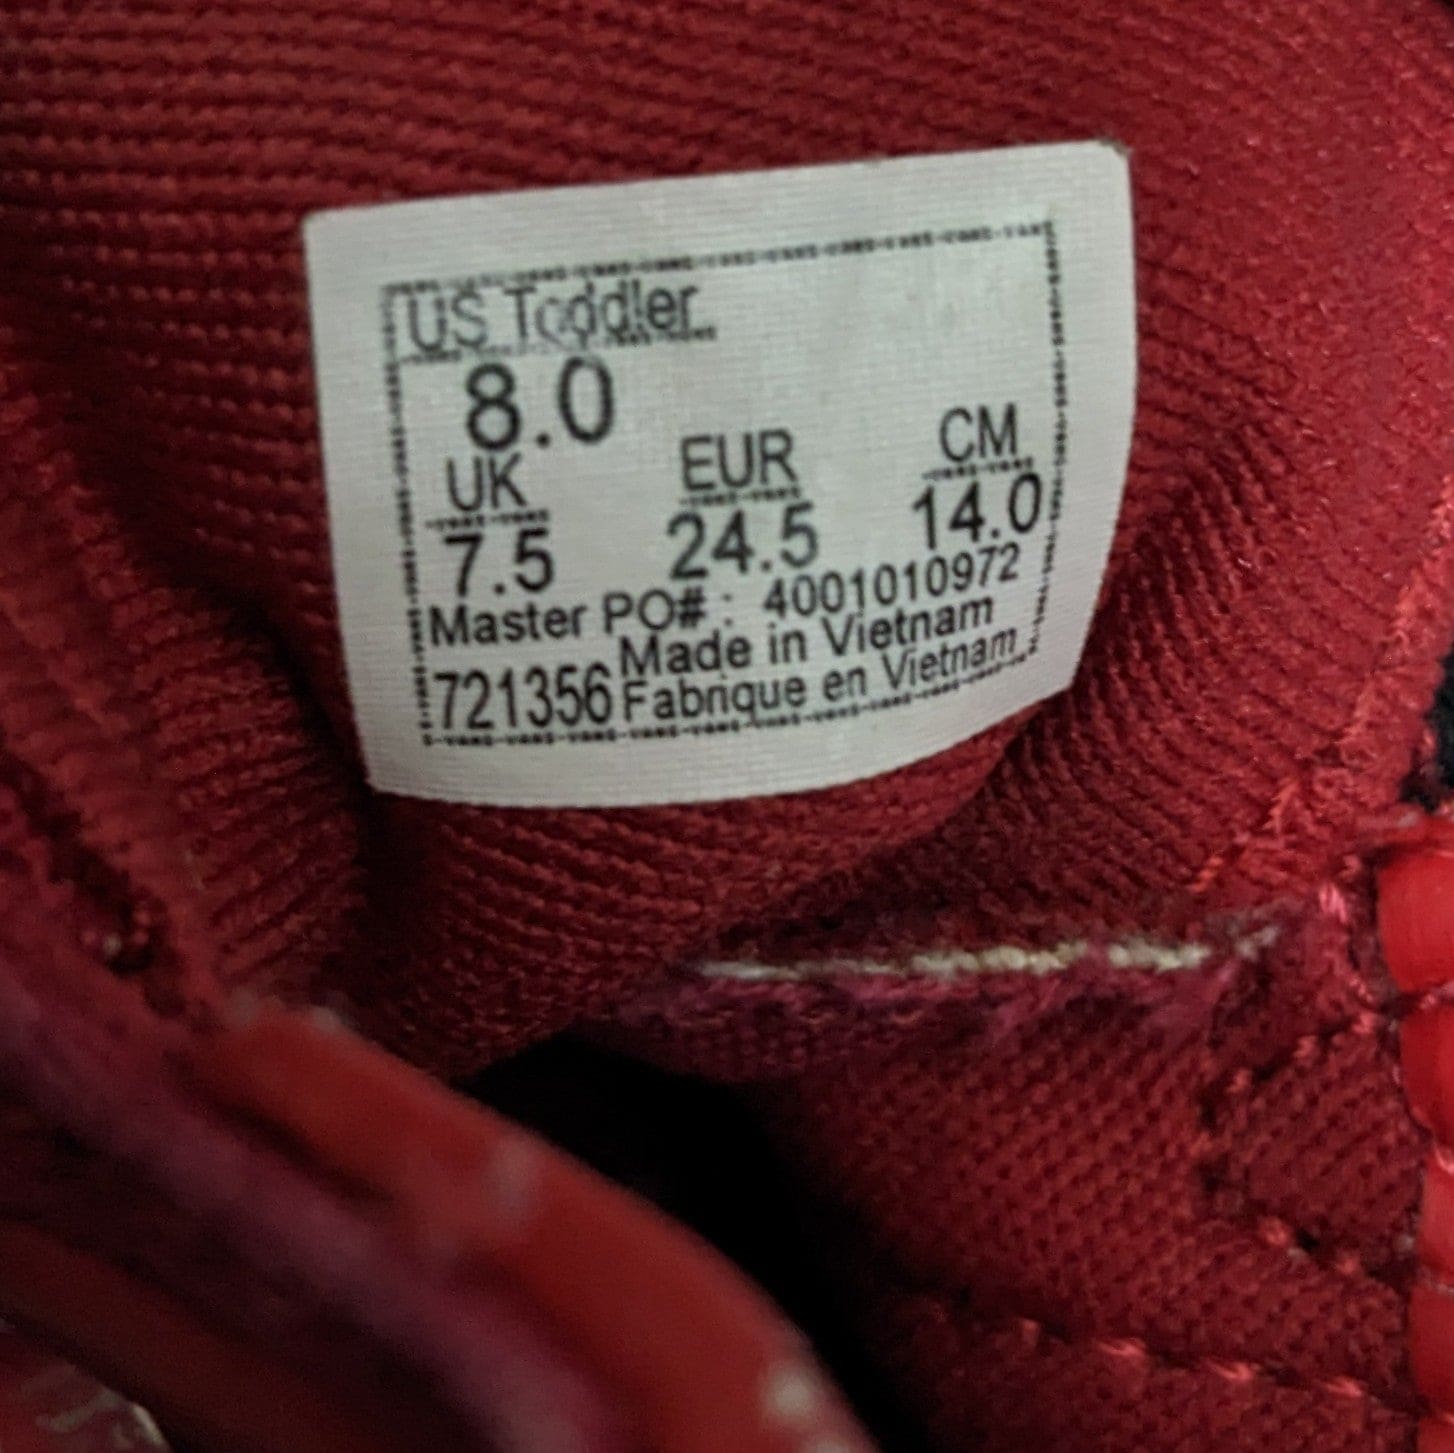 US Toddler
8.0
UK EUR CM
7.5 24.5 14.0
Master PO# : 4001010972
Made in Vietnam
721356 Fabrique en Vietnam